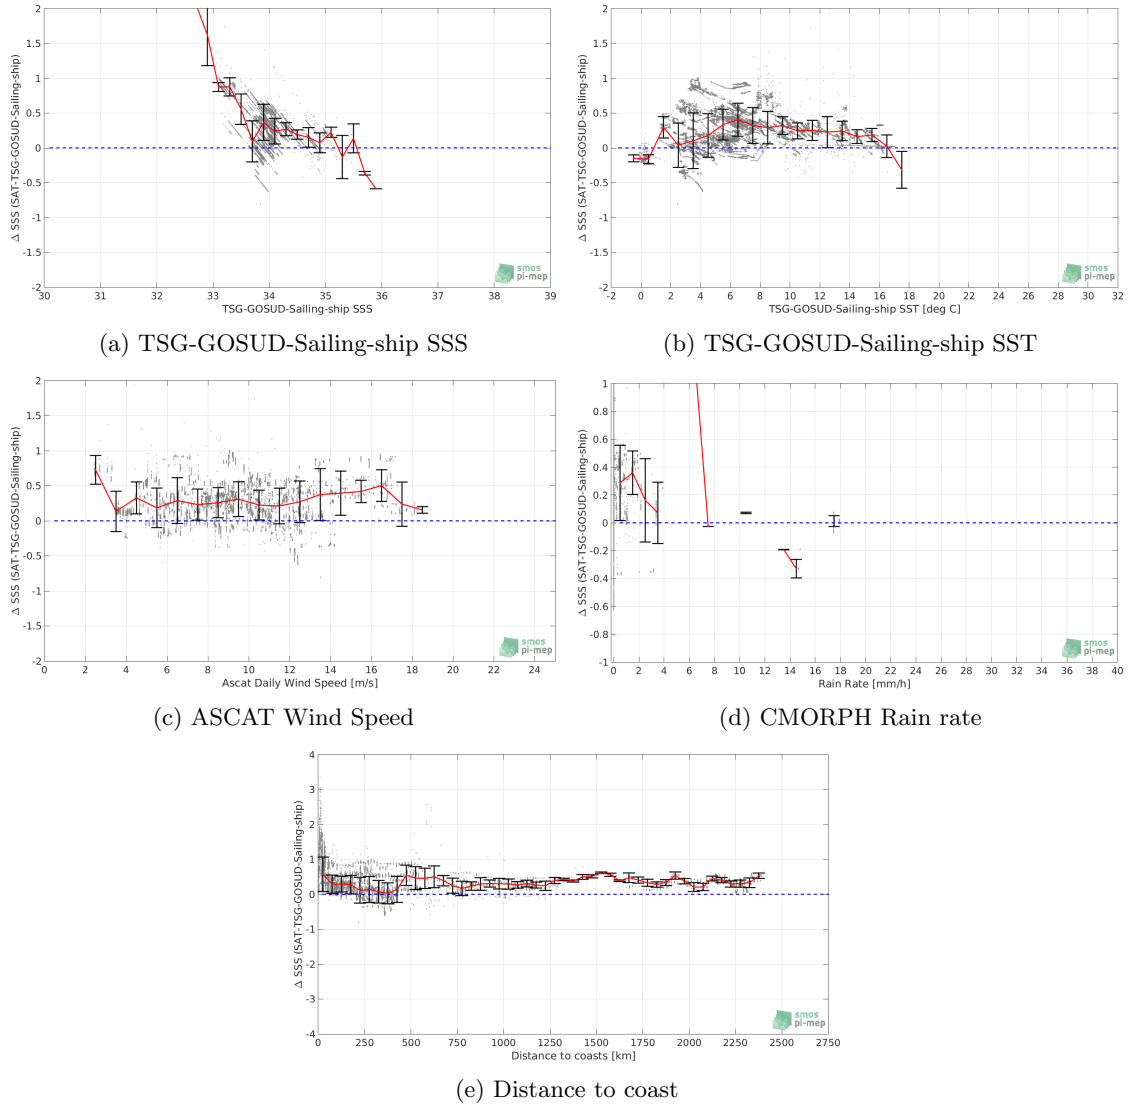 Δ SSS (SAT-TSG-GOSUD-Sailing-ship)
2
1.5
1
0.5
0
-0.5
-1
-1.5
-2
30 31 32 33 34 35 36 37 38 39
TSG-GOSUD-Sailing-ship SSS
smos
pi-mep
(a) TSG-GOSUD-Sailing-ship SSS
Δ SSS (SAT-TSG-GOSUD-Sailing-ship)
2
1.5
1
0.5
0
-0.5
-1
-1.5
-2
-2 0 2 4 6 8 10 12 14 16 18 20 22 24 26 28 30 32
TSG-GOSUD-Sailing-ship SST [deg C]
smos
pi-mep
(b) TSG-GOSUD-Sailing-ship SST
Δ SSS (SAT-TSG-GOSUD-Sailing-ship)
2
1.5
1
0.5
0
-0.5
-1
-1.5
-2
0 2 4 6 8 10 12 14 16 18 20 22 24
Ascat Daily Wind Speed [m/s]
smos
pi-mep
(c) ASCAT Wind Speed
Δ SSS (SAT-TSG-GOSUD-Sailing-ship)
1
0.8
0.6
0.4
0.2
0
-0.2
-0.4
-0.6
-0.8
-1
0 2 4 6 8 10 12 14 16 18 20 22 24 26 28 30 32 34 36 38 40
Rain Rate [mm/h]
smos
pi-mep
(d) CMORPH Rain rate
Δ SSS (SAT-TSG-GOSUD-Sailing-ship)
4
3
2
1
0
-1
-2
-3
-4
0 250 500 750 1000 1250 1500 1750 2000 2250 2500 2750
Distance to coasts [km]
smos
pi-mep
(e) Distance to coast